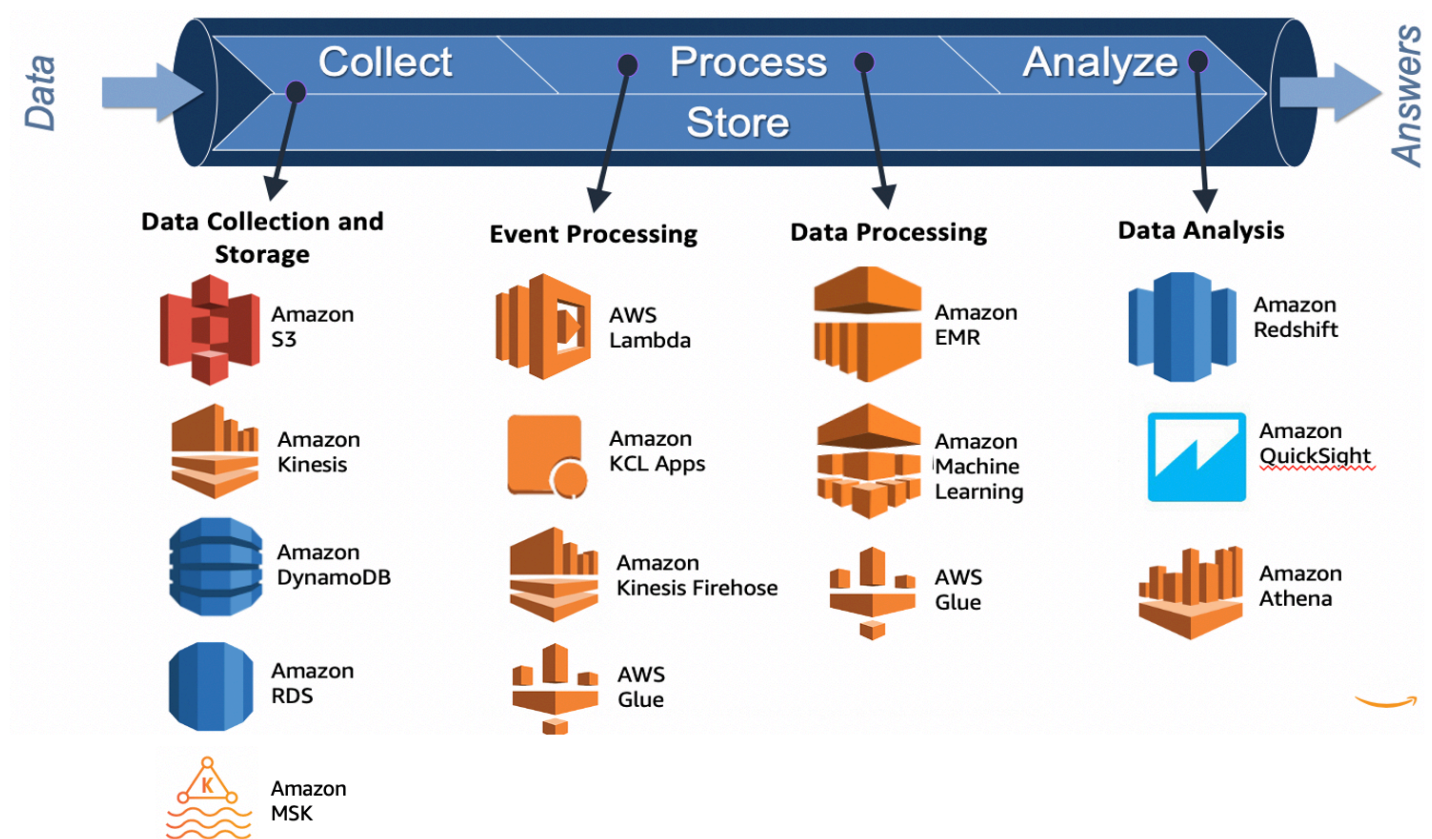 Data
Collect
Process
Analyze
Store
Answers
Data Collection and
Storage
Amazon
S3
Amazon
Kinesis
Amazon
DynamoDB
Amazon
RDS
K
Amazon
MSK
Event Processing
AWS
Lambda
Amazon
KCL Apps
Amazon
Kinesis Firehose
AWS
Glue
Data Processing
Amazon
EMR
Amazon
Machine
Learning
AWS
Glue
Data Analysis
Amazon
Redshift
Amazon
QuickSight
Amazon
Athena